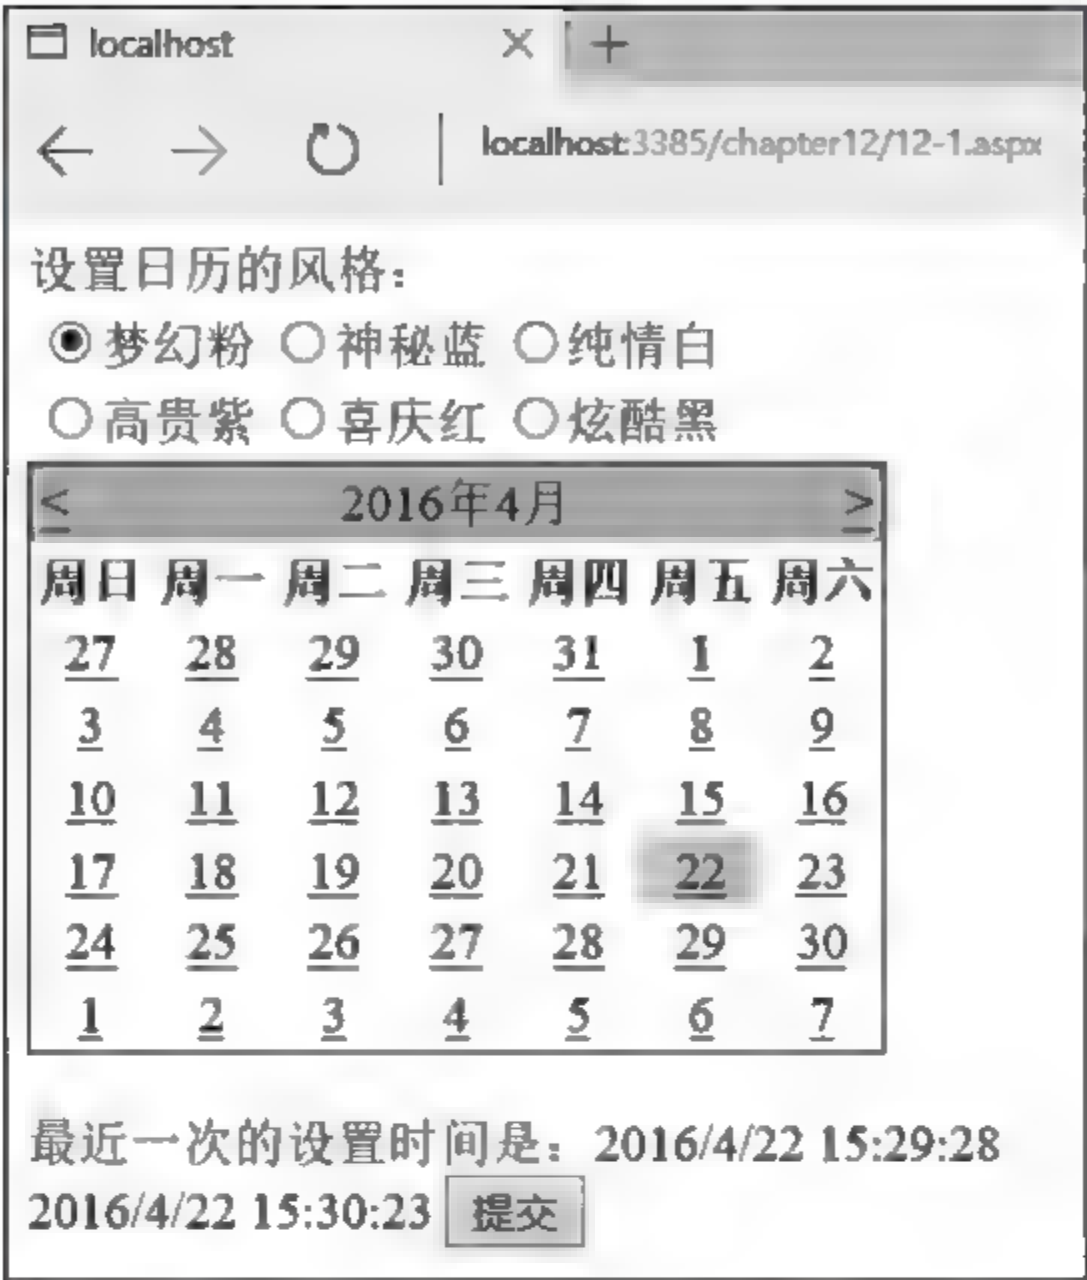 localhost
localhost:3385/chapter12/12-1.aspx
设置日历的风格:
梦幻粉 神秘蓝 纯情白
高贵紫 喜庆红 炫酷黑
< 2016年4月 >
周日 周一 周二 周三 周四 周五 周六
27 28 29 30 31 1 2
3 4 5 6 7 8 9
10 11 12 13 14 15 16
17 18 19 20 21 22 23
24 25 26 27 28 29 30
1 2 3 4 5 6 7
最近一次的设置时间是:2016/4/22 15:29:28
2016/4/22 15:30:23 提交